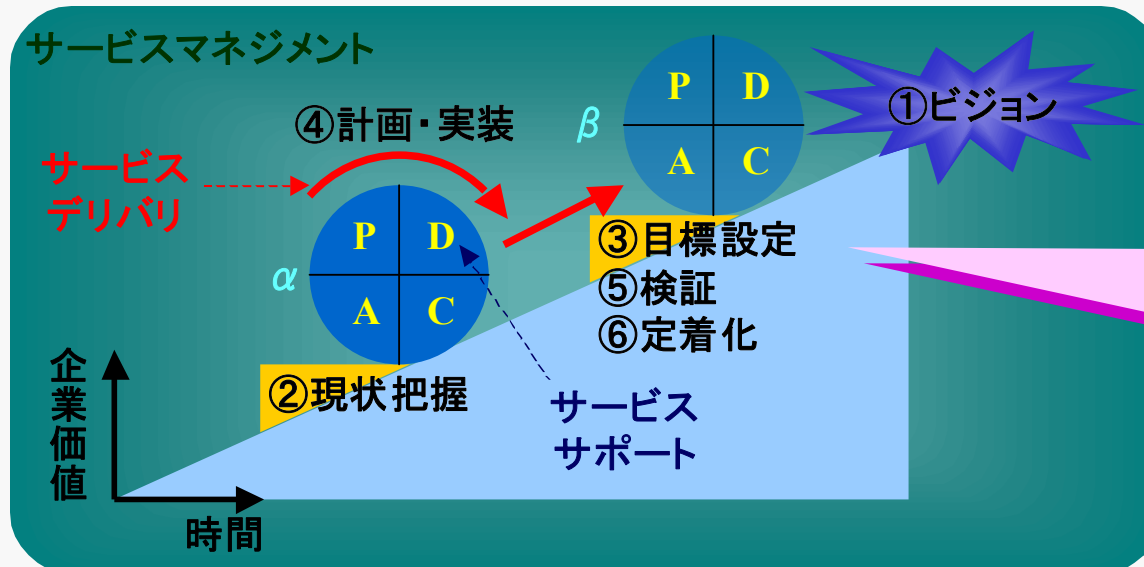 サービスマネジメント
①ビジョン
④計画・実装
β
P D
A C
サービス
デリバリ
α
P D
A C
③目標設定
⑤検証
⑥定着化
②現状把握
サービス
サポート
企業価値
時間